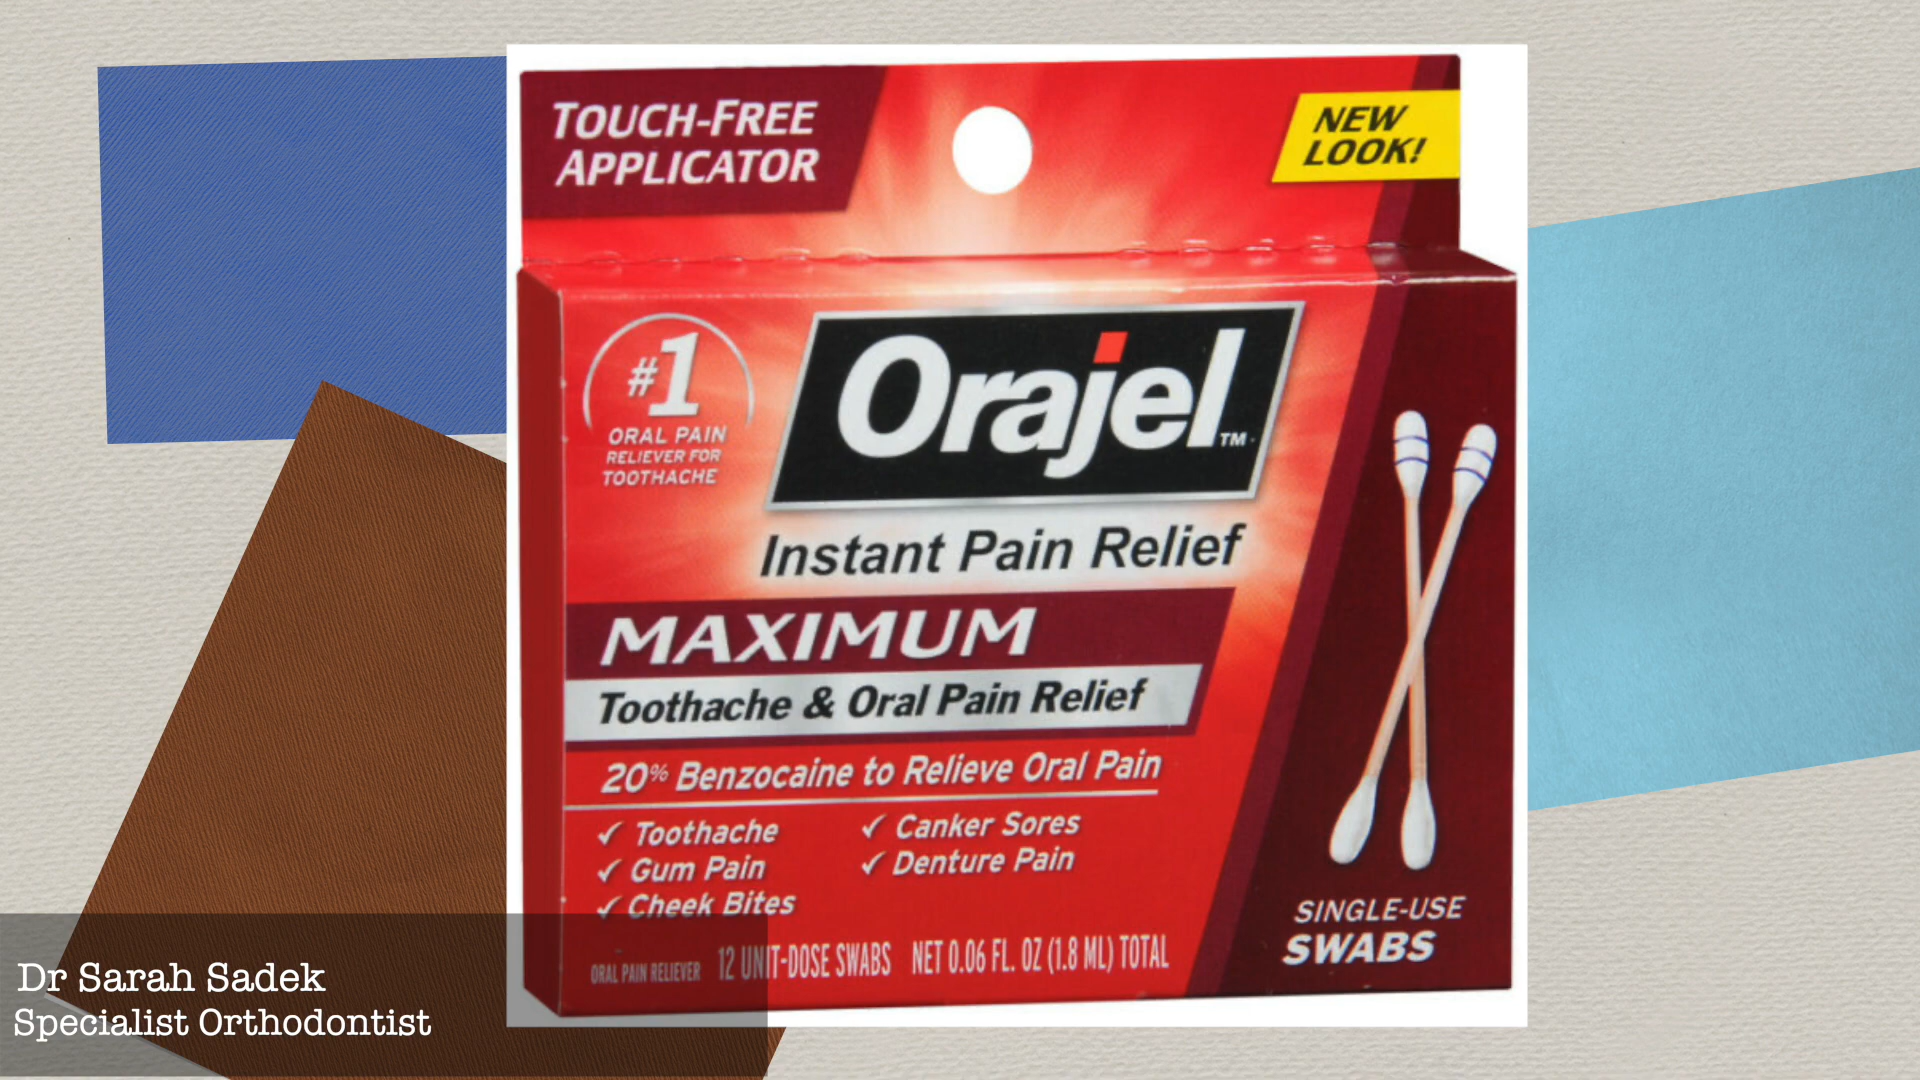 TOUCH-FREE
APPLICATOR
NEW
LOOK!
#1
ORAL PAIN
RELIEVER FOR
TOOTHACHE
Orajel™
Instant Pain Relief
MAXIMUM
Toothache & Oral Pain Relief
20% Benzocaine to Relieve Oral Pain
✓ Toothache
✓ Gum Pain
✓ Cheek Bites
✓ Canker Sores
✓ Denture Pain
ORAL PAIN RELIEVER 12 UNIT-DOSE SWABS NET 0.06 FL. OZ (1.8 ML) TOTAL
SINGLE-USE
SWABS
Dr Sarah Sadek
Specialist Orthodontist